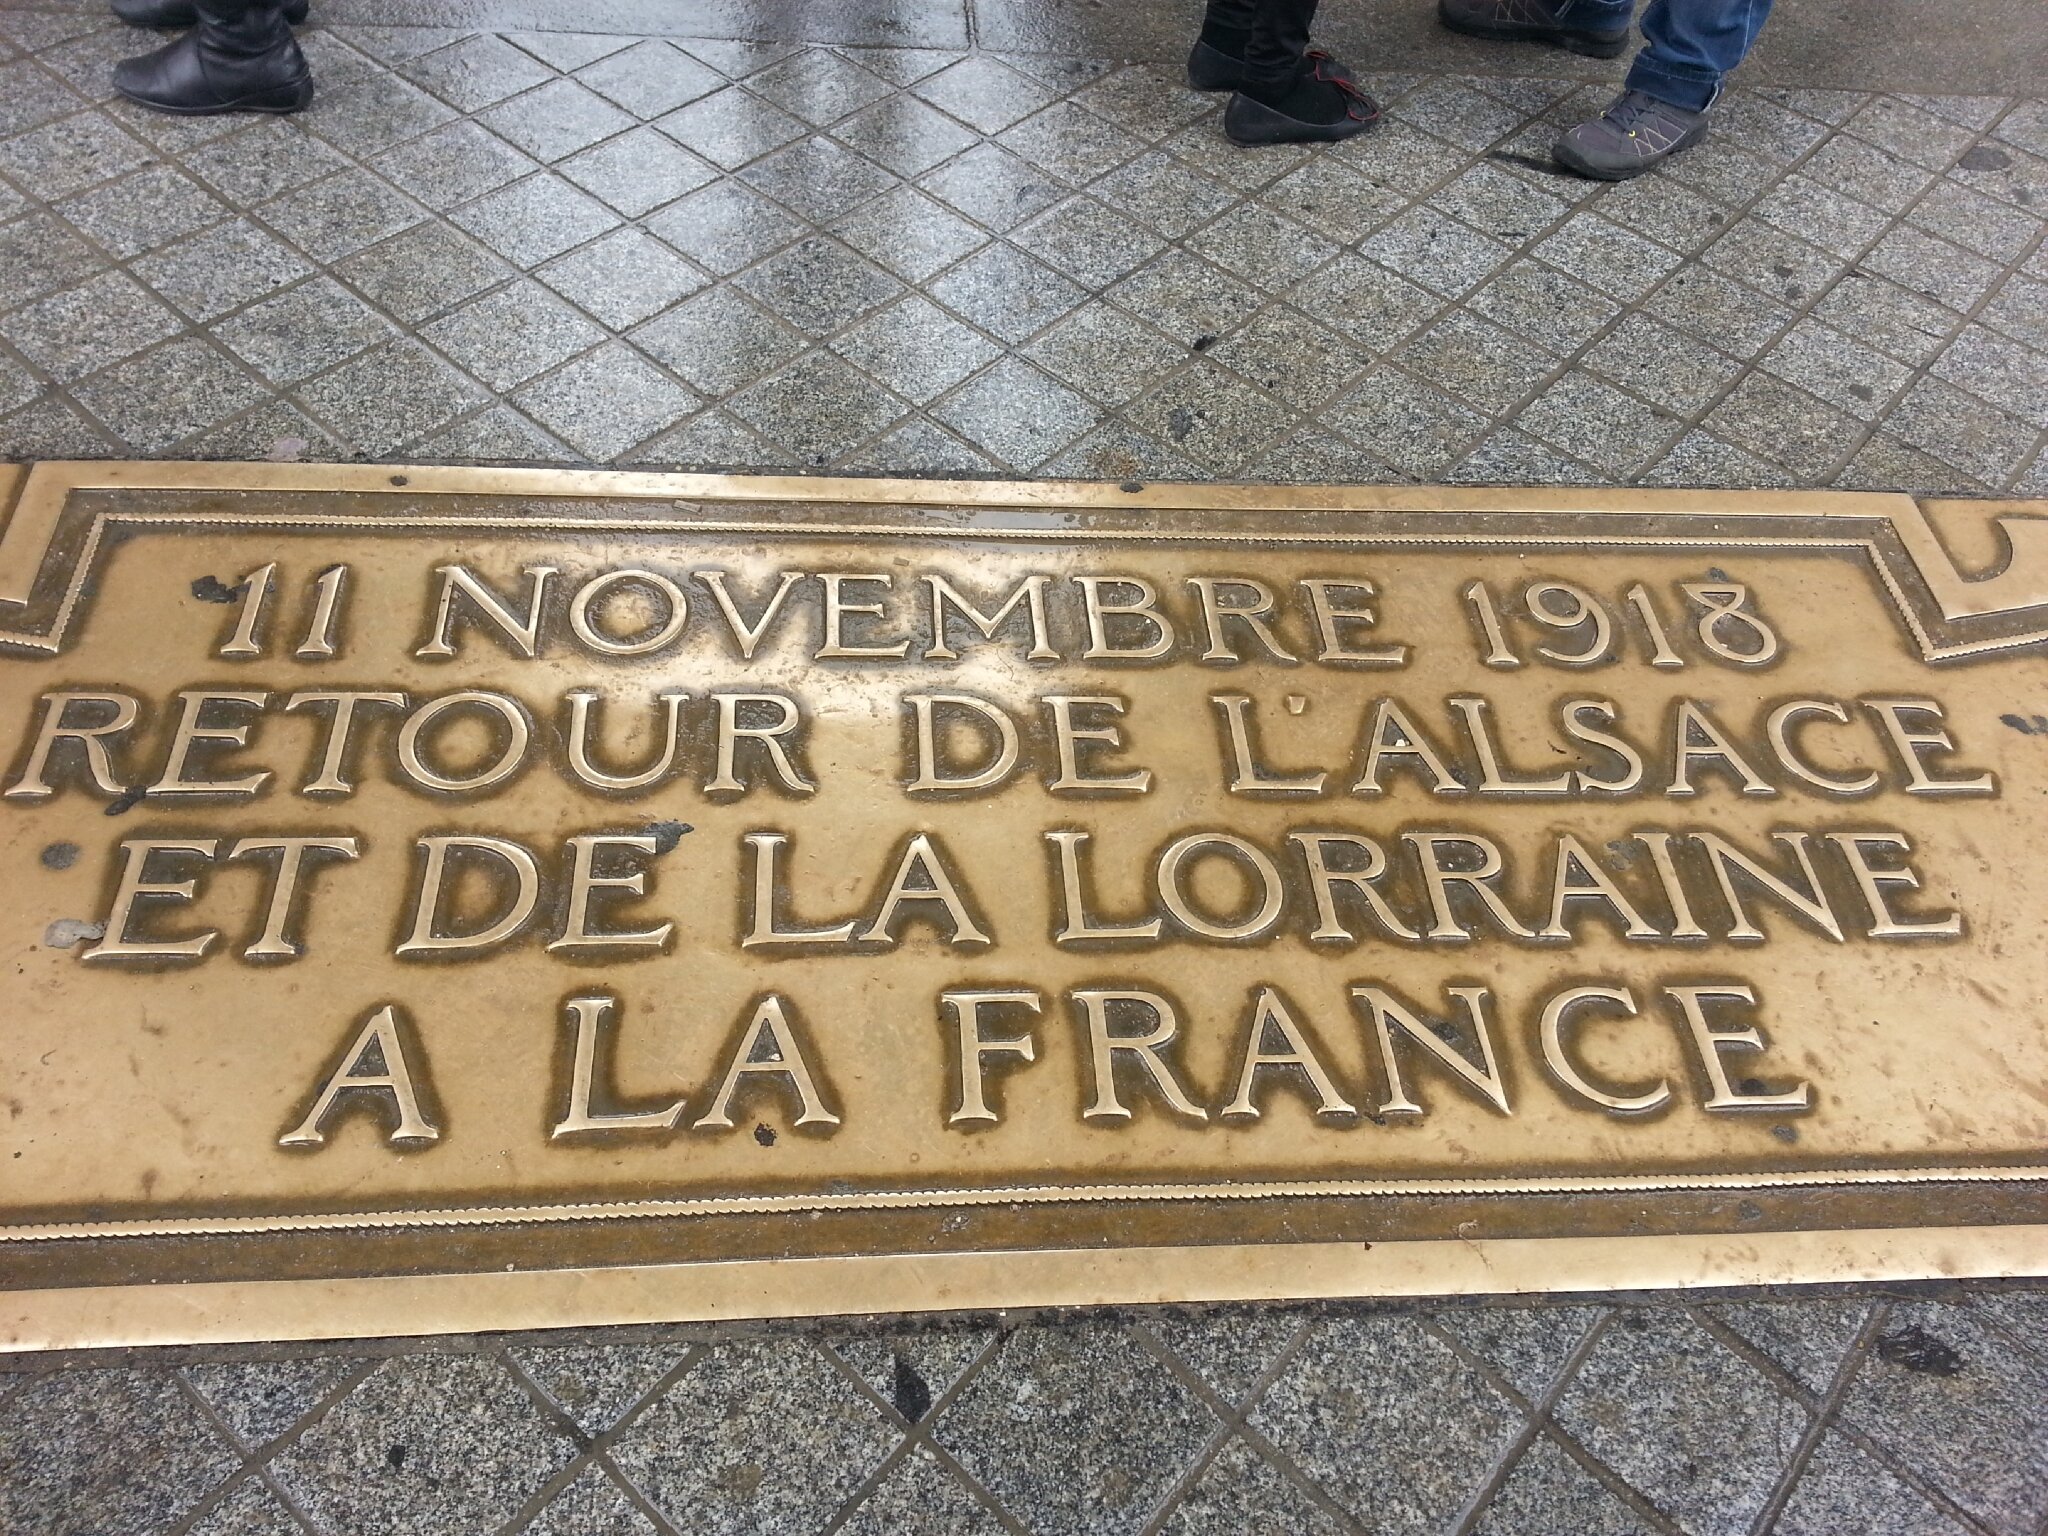 11 NOVEMBRE 1918
RETOUR DE L'ALSACE
ET DE LA LORRAINE
A LA FRANCE